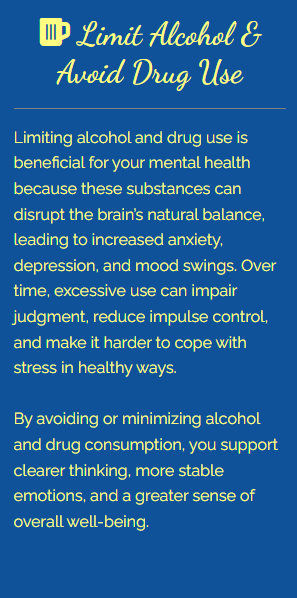 Limit Alcohol &
Avoid Drug Use
Limiting alcohol and drug use is
beneficial for your mental health
because these substances can
disrupt the brain's natural balance,
leading to increased anxiety,
depression, and mood swings. Over
time, excessive use can impair
judgment, reduce impulse control,
and make it harder to cope with
stress in healthy ways.
By avoiding or minimizing alcohol
and drug consumption, you support
clearer thinking, more stable
emotions, and a greater sense of
overall well-being.